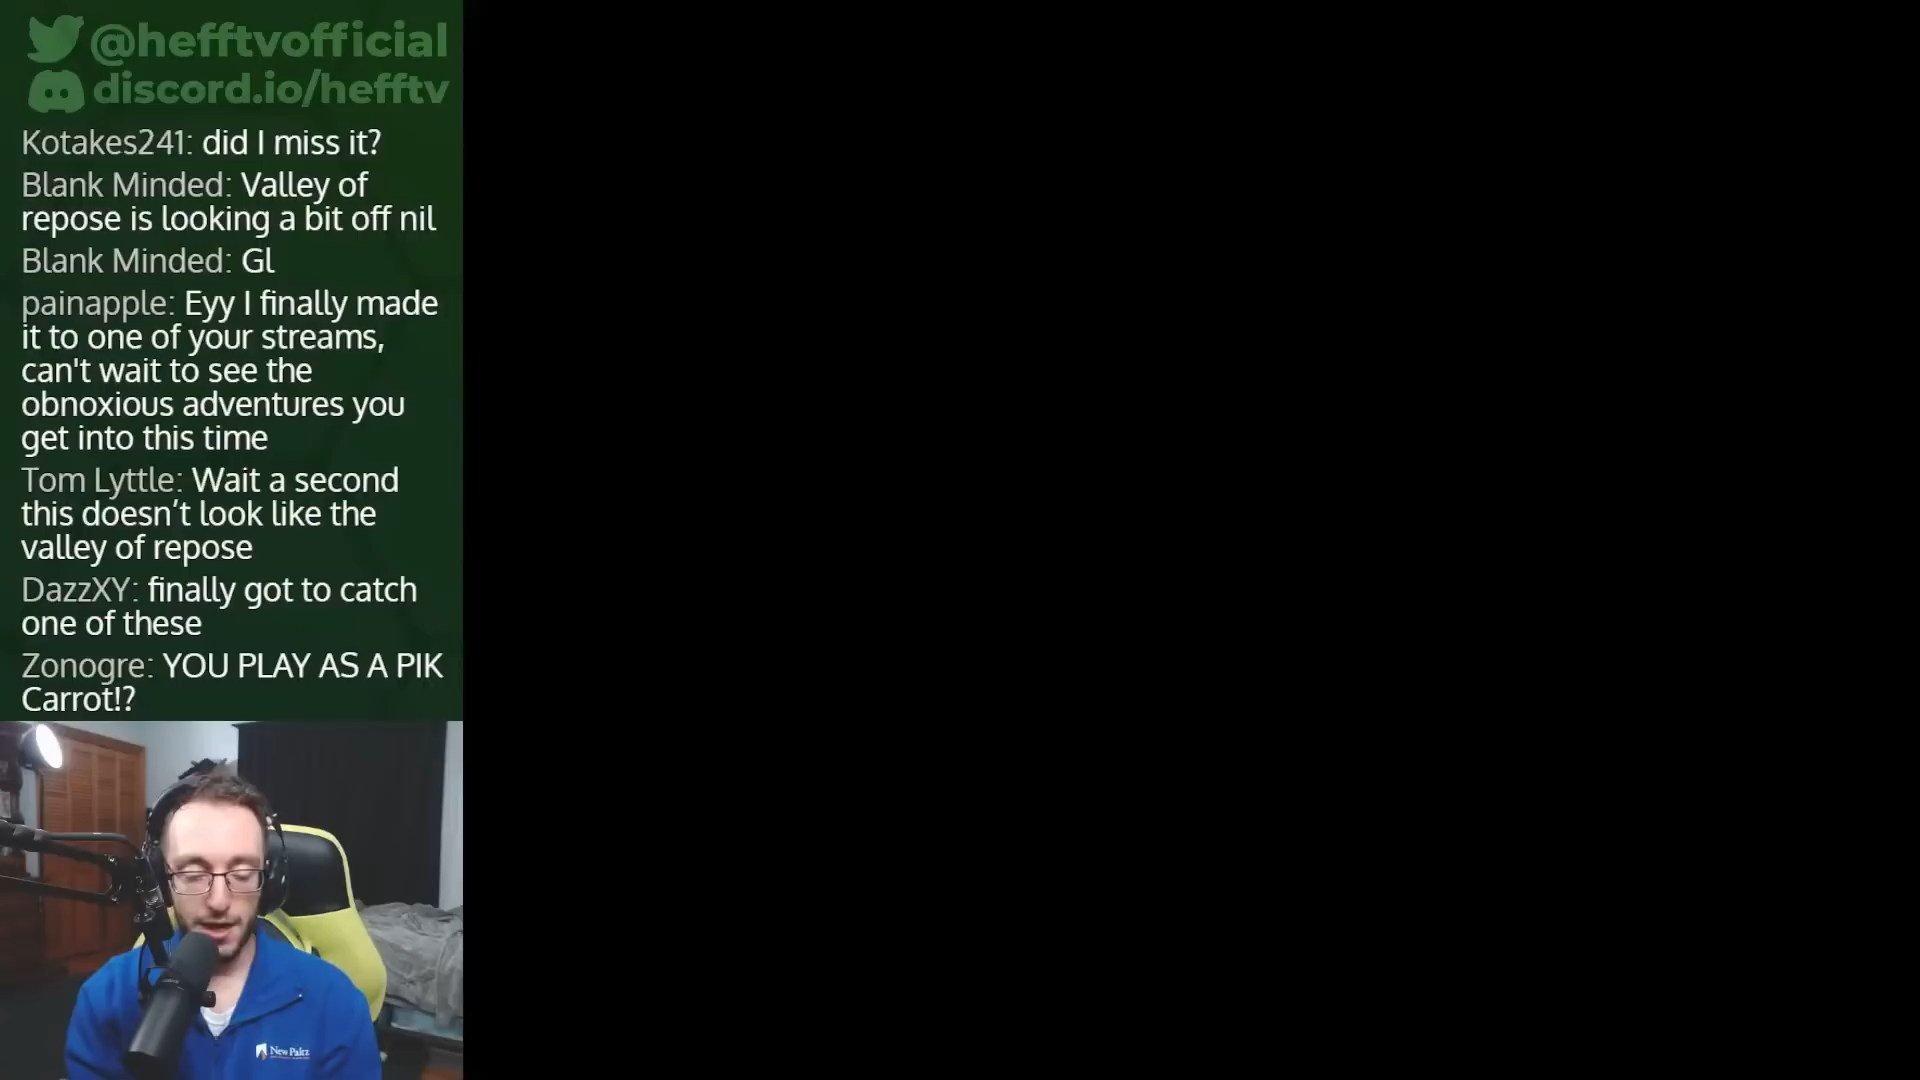 @hefftvofficial
discord.io/hefftv
Kotakes241: did I miss it?
Blank Minded: Valley of
repose is looking a bit off nil
Blank Minded: Gl
painapple: Eyy I finally made
it to one of your streams,
can't wait to see the
obnoxious adventures you
get into this time
Tom Lyttle: Wait a second
this doesn’t look like the
valley of repose
DazzXY: finally got to catch
one of these
Zonogre: YOU PLAY AS A PIK
Carrot!?
New Paltz